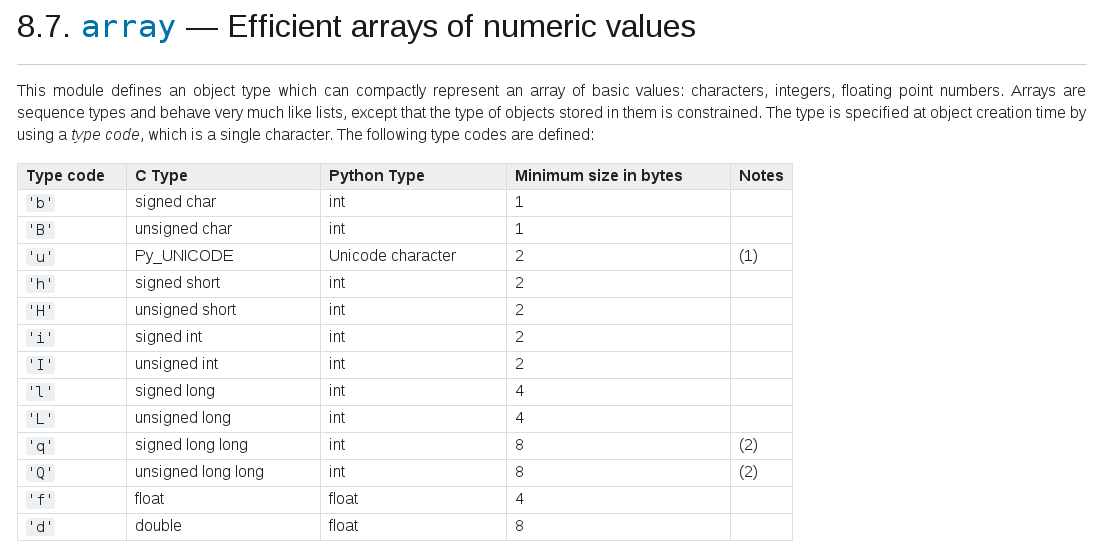 8.7. array — Efficient arrays of numeric values
This module defines an object type which can compactly represent an array of basic values: characters, integers, floating point numbers. Arrays are
sequence types and behave very much like lists, except that the type of objects stored in them is constrained. The type is specified at object creation time by
using a type code, which is a single character. The following type codes are defined:
Type code C Type Python Type Minimum size in bytes Notes
'b' signed char int 1
'B' unsigned char int 1
'u' Py_UNICODE Unicode character 2 (1)
'h' signed short int 2
'H' unsigned short int 2
'i' signed int int 2
'I' unsigned int int 2
'l' signed long int 4
'L' unsigned long int 4
'q' signed long long int 8 (2)
'Q' unsigned long long int 8 (2)
'f' float float 4
'd' double float 8